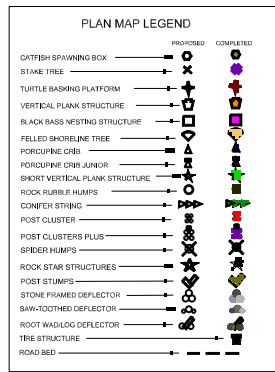 PLAN MAP LEGEND
PROPOSED COMPLETED
CATFISH SPAWNING BOX
STAKE TREE
TURTLE BASKING PLATFORM
VERTICAL PLANK STRUCTURE
BLACK BASS NESTING STRUCTURE
FELLED SHORELINE TREE
PORCUPINE CRIB
PORCUPINE CRIB JUNIOR
SHORT VERTICAL PLANK STRUCTURE
ROCK RUBBLE HUMPS
CONIFER STRING
POST CLUSTER
POST CLUSTERS PLUS
SPIDER HUMPS
ROCK STAR STRUCTURES
POST STUMPS
STONE FRAMED DEFLECTOR
SAW-TOOTHED DEFLECTOR
ROOT WAD/LOG DEFLECTOR
TIRE STRUCTURE
ROAD BED